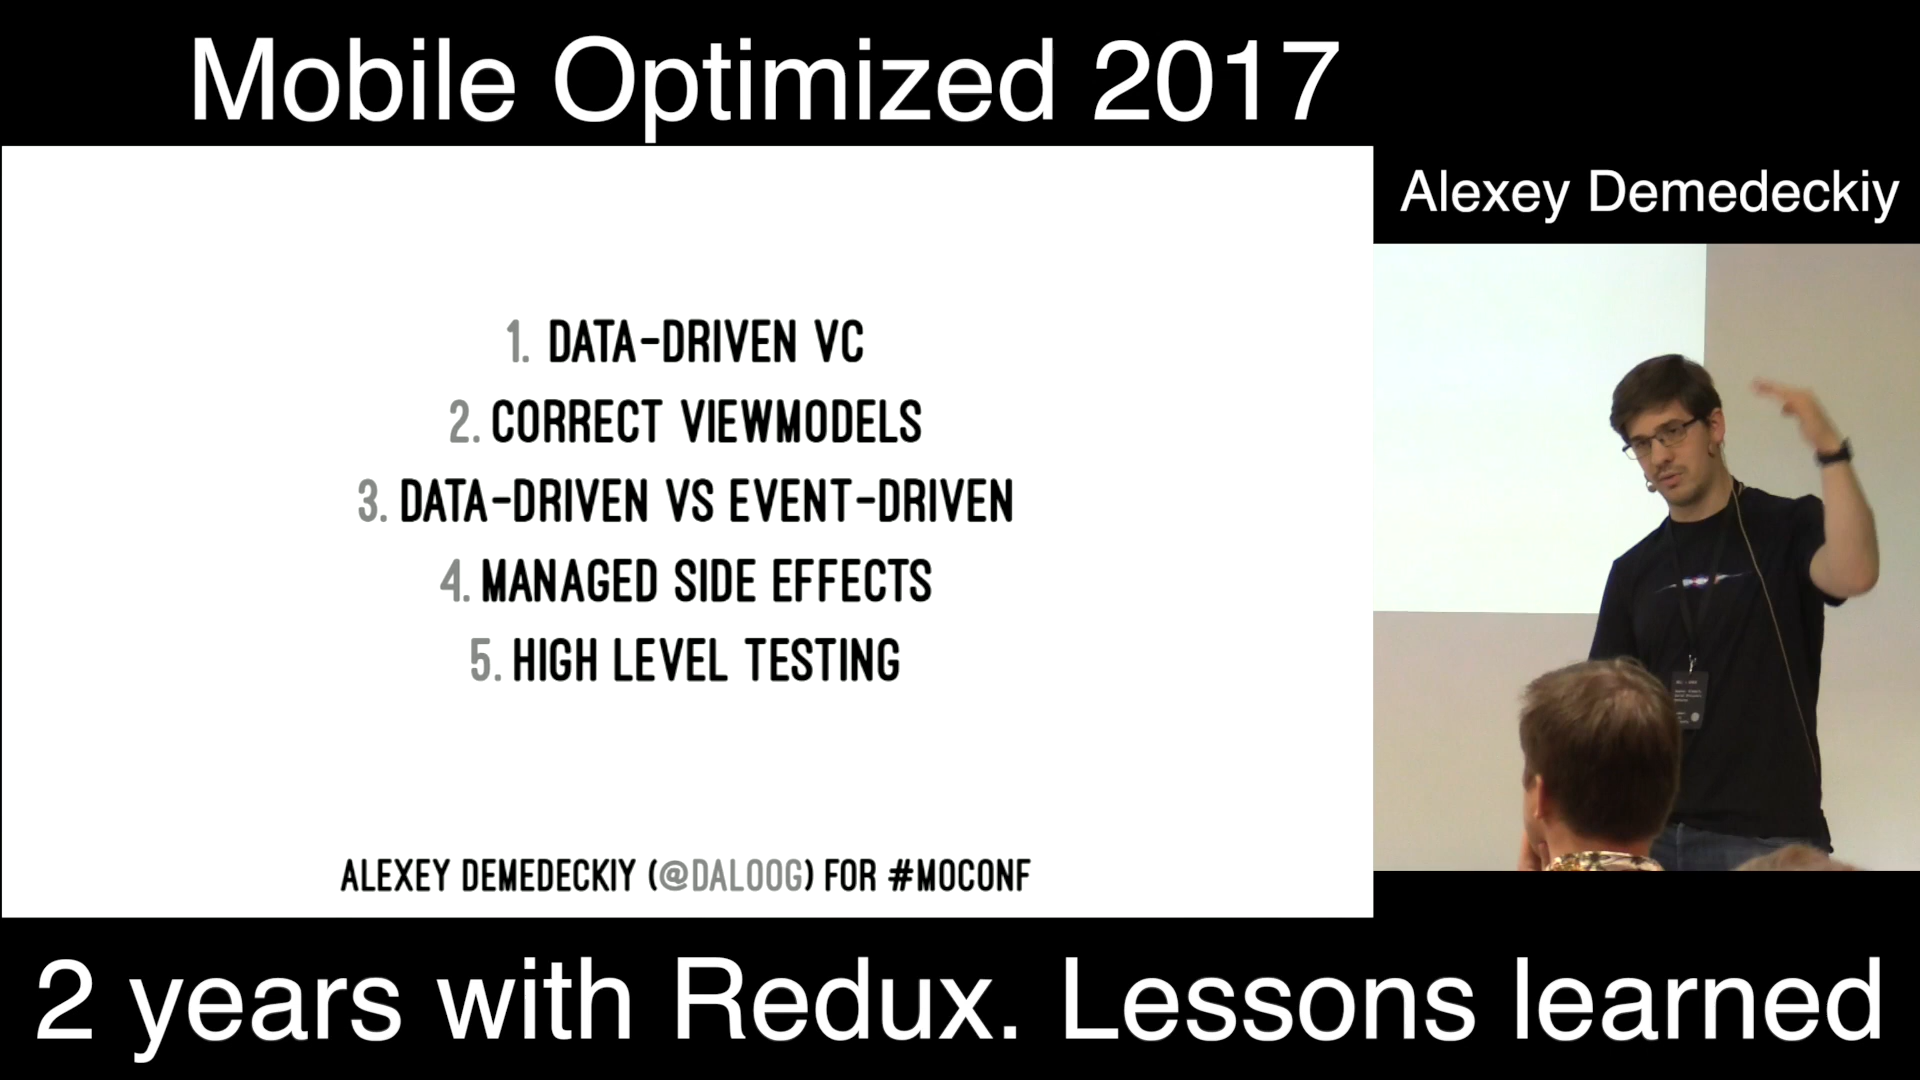 Mobile Optimized 2017
Alexey Demedeckiy
1. DATA-DRIVEN VC
2. CORRECT VIEWMODELS
3. DATA-DRIVEN VS EVENT-DRIVEN
4. MANAGED SIDE EFFECTS
5. HIGH LEVEL TESTING
ALEXEY DEMEDECKIY (@DALOOG) FOR #MOCONF
2 years with Redux. Lessons learned